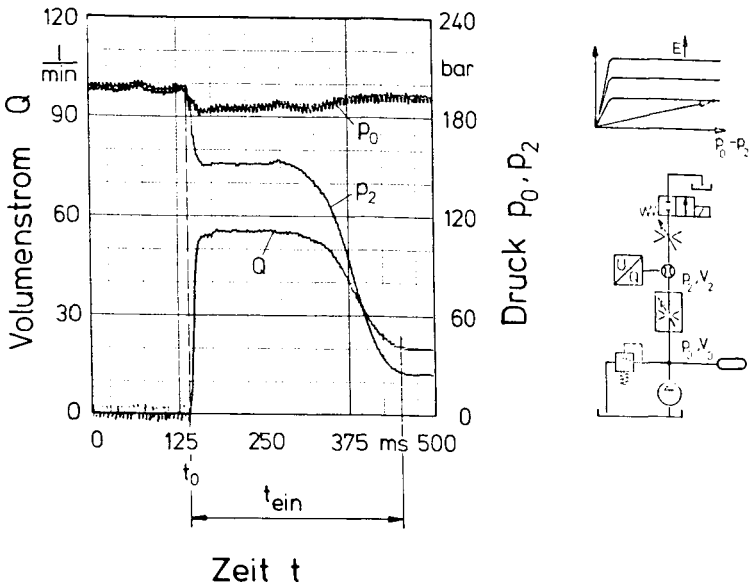 120
l
min
90
60
30
0
Volumenstrom Q
240
bar
180
120
60
0
Druck p0, p2
p0
p2
Q
0 125 250 375 ms 500
t0
tein
Zeit t
E
p0-p2
U
Q
p2, V2
p0, V0